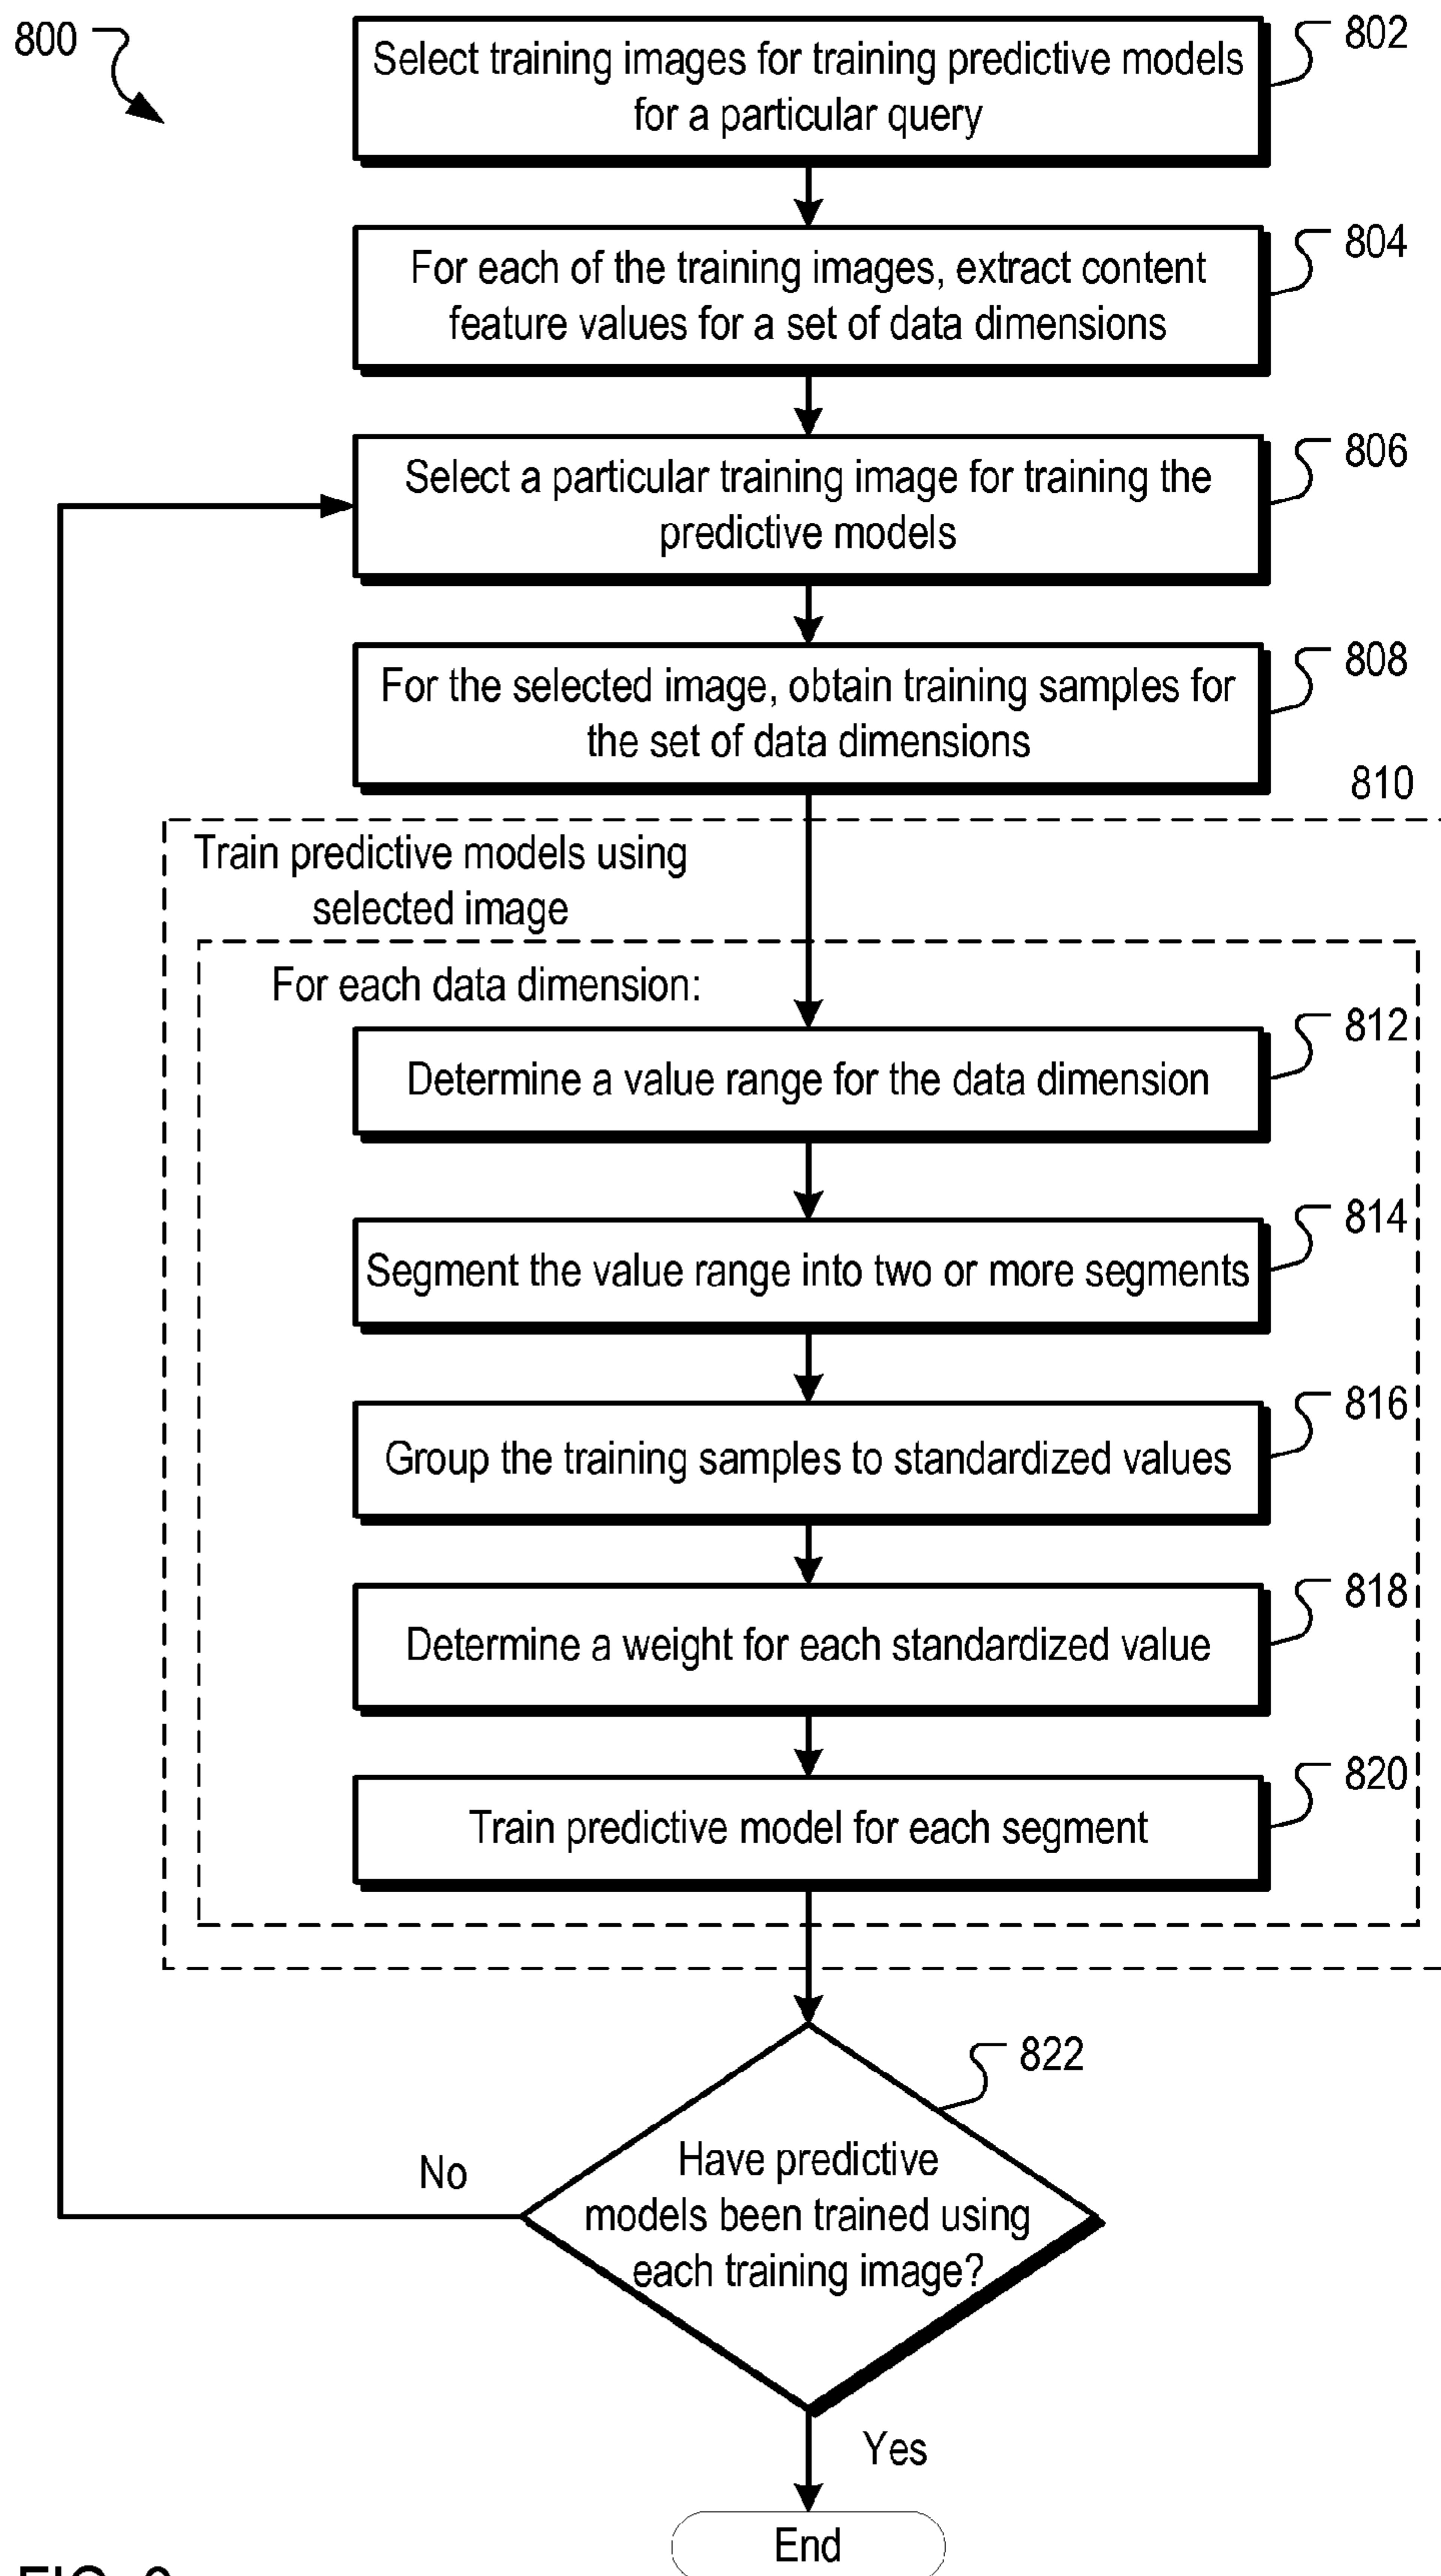 800
802
Select training images for training predictive models
for a particular query
804
For each of the training images, extract content
feature values for a set of data dimensions
806
Select a particular training image for training the
predictive models
808
For the selected image, obtain training samples for
the set of data dimensions
810
Train predictive models using
selected image
For each data dimension:
812
Determine a value range for the data dimension
814
Segment the value range into two or more segments
816
Group the training samples to standardized values
818
Determine a weight for each standardized value
820
Train predictive model for each segment
822
Have predictive
models been trained using
each training image?
No
Yes
End
FIG.